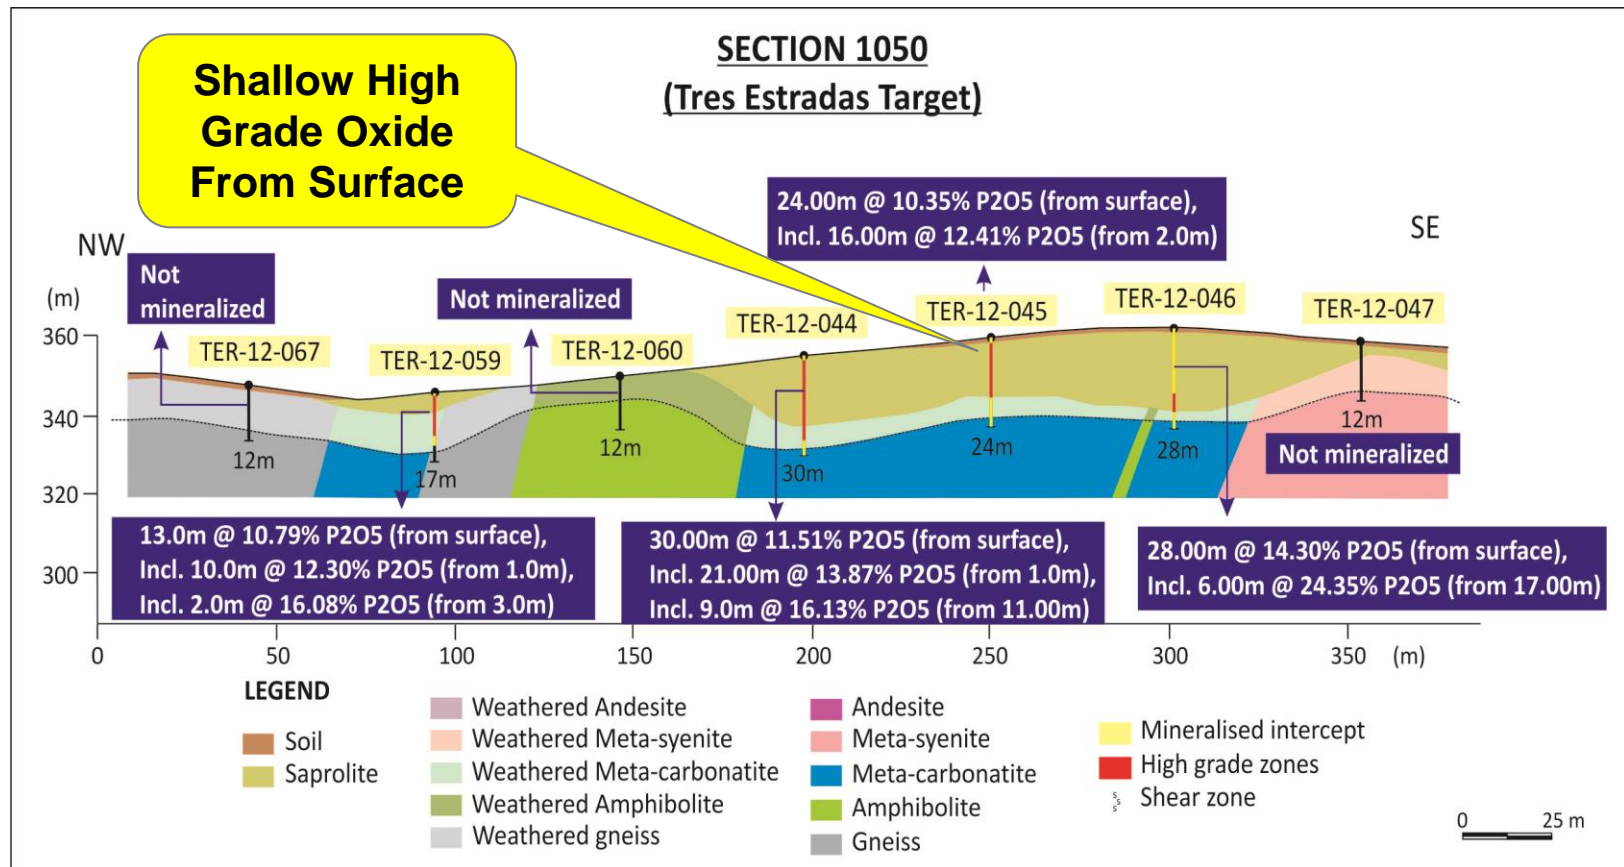 SECTION 1050
(Tres Estradas Target)
Shallow High
Grade Oxide
From Surface
24.00m @ 10.35% P2O5 (from surface),
Incl. 16.00m @ 12.41% P2O5 (from 2.0m)
NW
SE
Not
mineralized
Not mineralized
(m)
360
340
320
300
TER-12-067
TER-12-059
TER-12-060
TER-12-044
TER-12-045
TER-12-046
TER-12-047
12m
17m
12m
30m
24m
28m
12m
Not mineralized
13.0m @ 10.79% P2O5 (from surface),
Incl. 10.0m @ 12.30% P2O5 (from 1.0m),
Incl. 2.0m @ 16.08% P2O5 (from 3.0m)
30.00m @ 11.51% P2O5 (from surface),
Incl. 21.00m @ 13.87% P2O5 (from 1.0m),
Incl. 9.0m @ 16.13% P2O5 (from 11.00m)
28.00m @ 14.30% P2O5 (from surface),
Incl. 6.00m @ 24.35% P2O5 (from 17.00m)
0 50 100 150 200 250 300 350 (m)
LEGEND
Soil
Saprolite
Weathered Andesite
Weathered Meta-syenite
Weathered Meta-carbonatite
Weathered Amphibolite
Weathered gneiss
Andesite
Meta-syenite
Meta-carbonatite
Amphibolite
Gneiss
Mineralised intercept
High grade zones
s
s
s
Shear zone
0 25 m